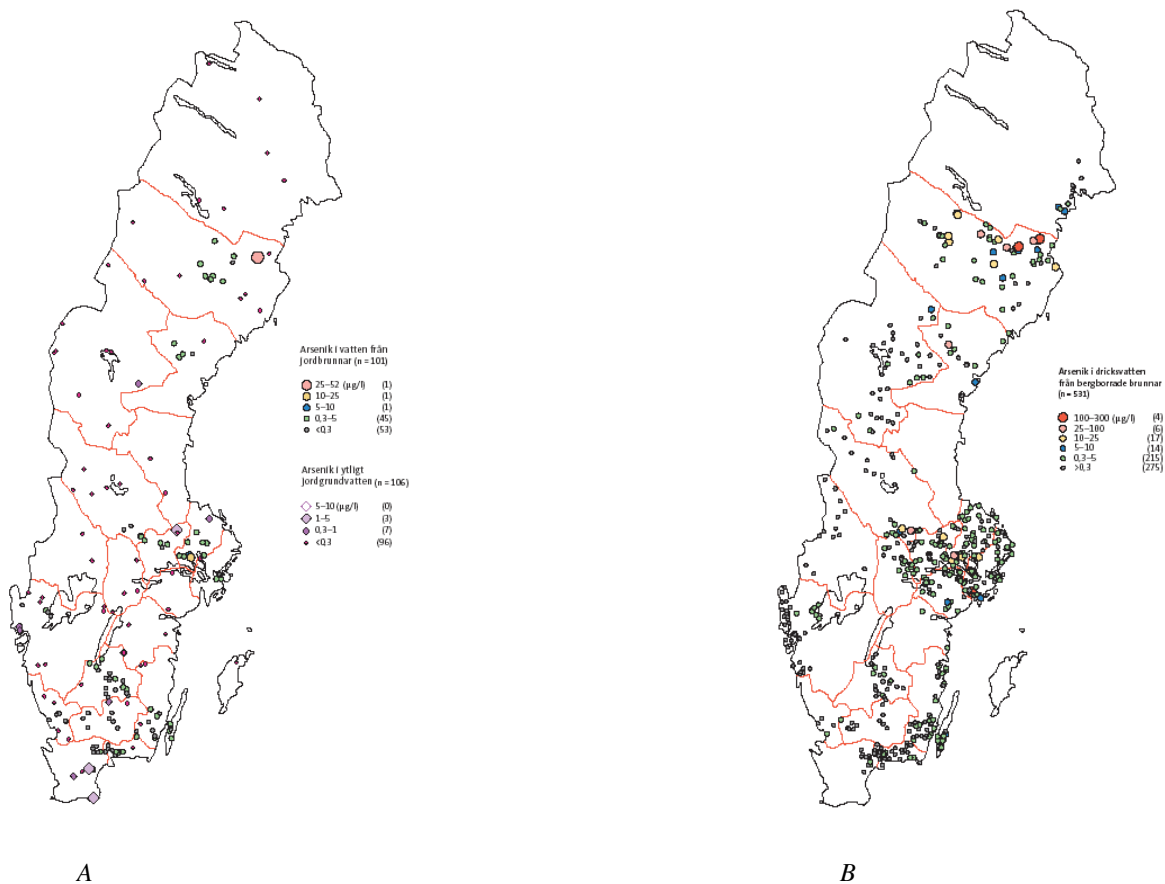 Arsenik i vatten från
jordbrunnar (n = 101)
25–52 (µg/l) (1)
10–25 (1)
5–10 (1)
0,3–5 (45)
<0,3 (53)
Arsenik i ytligt
jordgrundvatten (n = 106)
5–10 (µg/l) (0)
1–5 (3)
0,3–1 (7)
<0,3 (96)
Arsenik i dricksvatten
från bergborrade brunnar
(n = 531)
100–300 (µg/l) (4)
25–100 (6)
10–25 (17)
5–10 (14)
0,3–5 (215)
>0,3 (275)
A
B